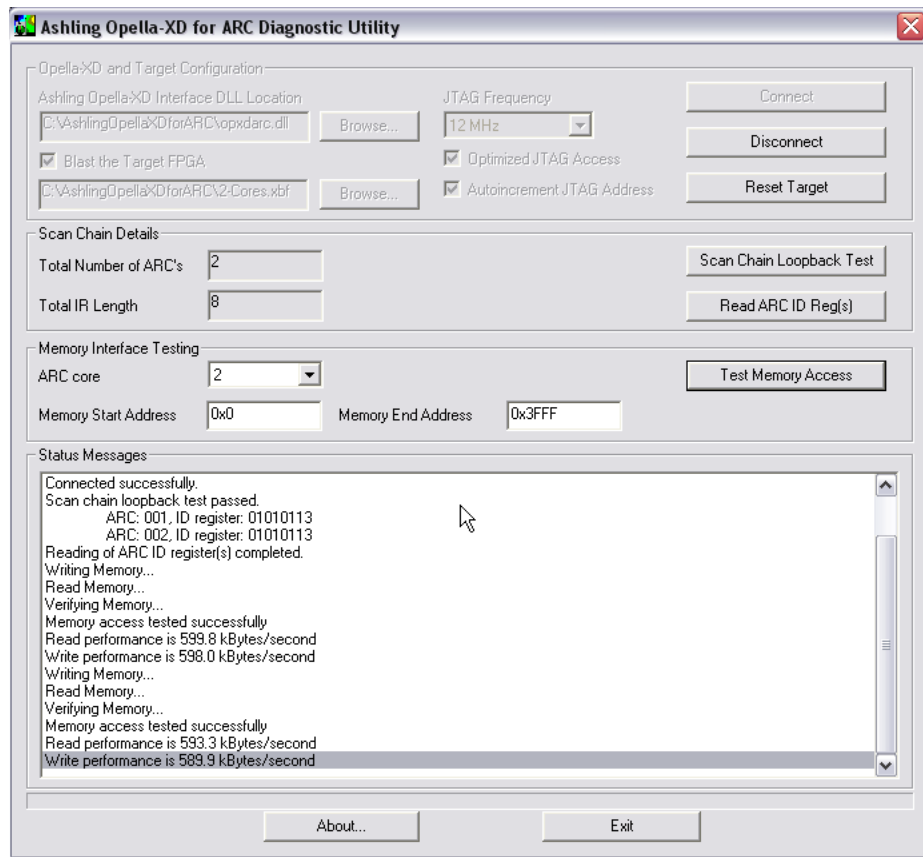 Ashling Opella-XD for ARC Diagnostic Utility
Opella-XD and Target Configuration
Ashling Opella-XD Interface DLL Location
JTAG Frequency
Connect
C:\AshlingOpellaXDforARC\opxdarc.dll
Browse...
12 MHz
Disconnect
Blast the Target FPGA
Optimized JTAG Access
C:\AshlingOpellaXDforARC\2-Cores.xbf
Browse...
Autoincrement JTAG Address
Reset Target
Scan Chain Details
Total Number of ARC's
2
Scan Chain Loopback Test
Total IR Length
8
Read ARC ID Reg(s)
Memory Interface Testing
ARC core
2
Test Memory Access
Memory Start Address
0x0
Memory End Address
0x3FFF
Status Messages
Connected successfully.
Scan chain loopback test passed.
ARC: 001, ID register: 01010113
ARC: 002, ID register: 01010113
Reading of ARC ID register(s) completed.
Writing Memory...
Read Memory...
Verifying Memory...
Memory access tested successfully
Read performance is 599.8 kBytes/second
Write performance is 598.0 kBytes/second
Writing Memory...
Read Memory...
Verifying Memory...
Memory access tested successfully
Read performance is 593.3 kBytes/second
Write performance is 589.9 kBytes/second
About...
Exit